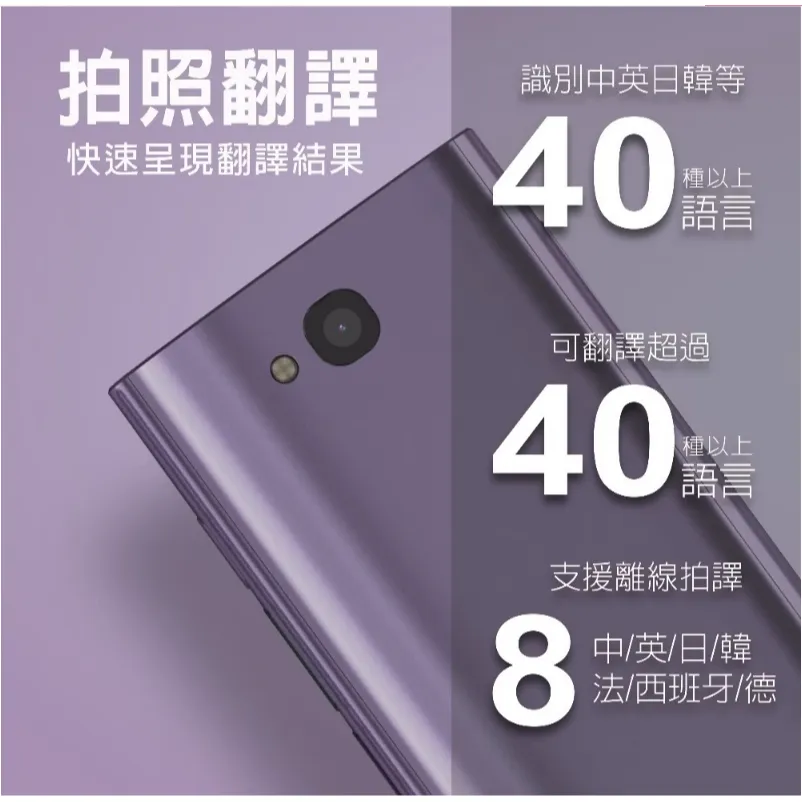 拍照翻譯
快速呈現翻譯結果
識別中英日韓等
40
種以上
語言
可翻譯超過
40
種以上
語言
支援離線拍譯
8
中/英/日/韓
法/西班牙/德